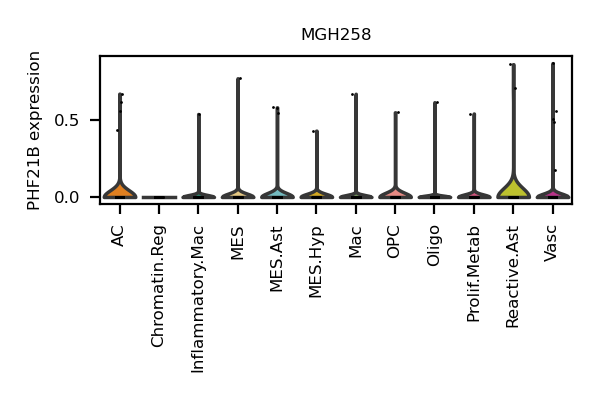 MGH258
PHF21B expression
0.5
0.0
AC
Chromatin.Reg
Inflammatory.Mac
MES
MES.Ast
MES.Hyp
Mac
OPC
Oligo
Prolif.Metab
Reactive.Ast
Vasc